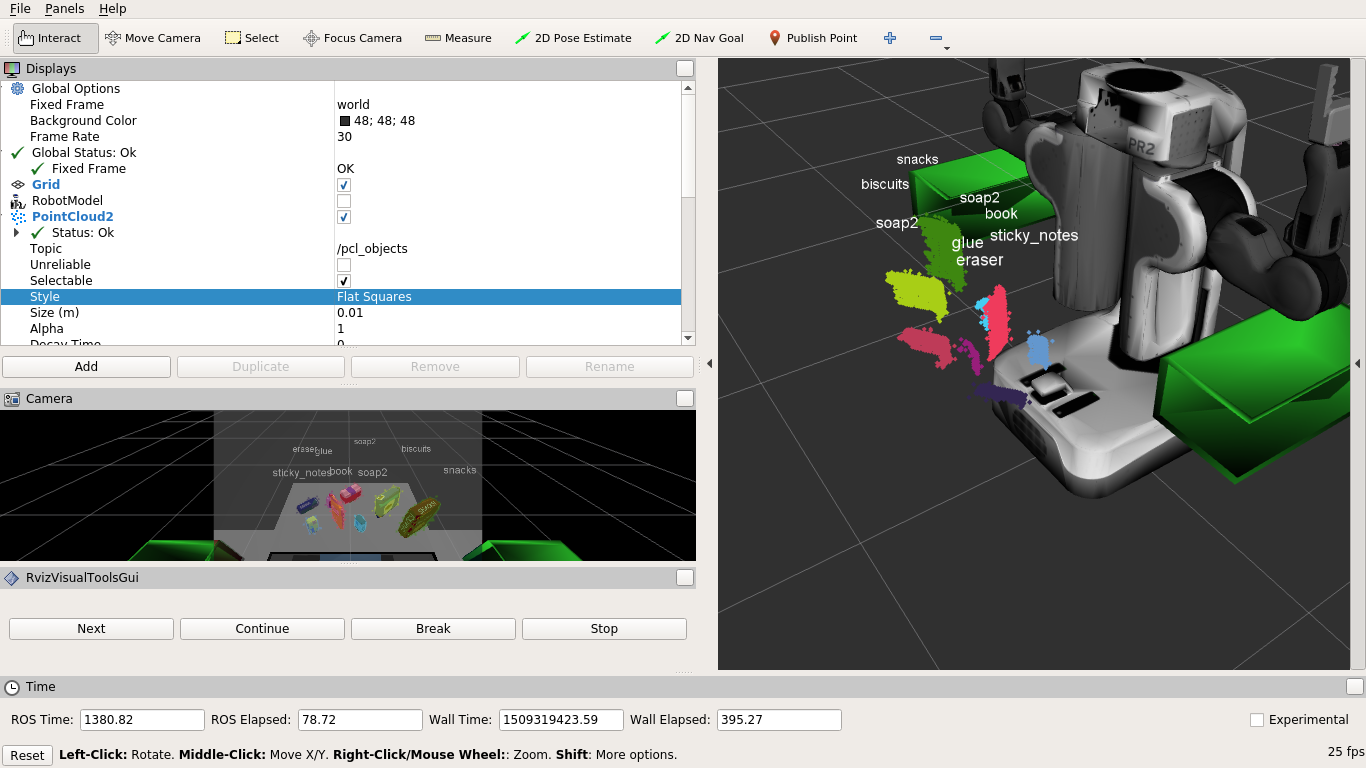 File Panels Help
Interact Move Camera Select Focus Camera Measure 2D Pose Estimate 2D Nav Goal Publish Point
Displays
Global Options
Fixed Frame world
Background Color 48; 48; 48
Frame Rate 30
Global Status: Ok
Fixed Frame OK
Grid
RobotModel
PointCloud2
Status: Ok
Topic /pcl_objects
Unreliable
Selectable
Style Flat Squares
Size (m) 0.01
Alpha 1
Decay Time 0
Add Duplicate Remove Rename
Camera
soap2
eraser glue biscuits
sticky_notes book soap2 snacks
RvizVisualToolsGui
Next Continue Break Stop
PR2
snacks
biscuits
soap2
book
soap2
sticky_notes
glue
eraser
Time
ROS Time: 1380.82 ROS Elapsed: 78.72 Wall Time: 1509319423.59 Wall Elapsed: 395.27 Experimental
Reset Left-Click: Rotate. Middle-Click: Move X/Y. Right-Click/Mouse Wheel:: Zoom. Shift: More options. 25 fps